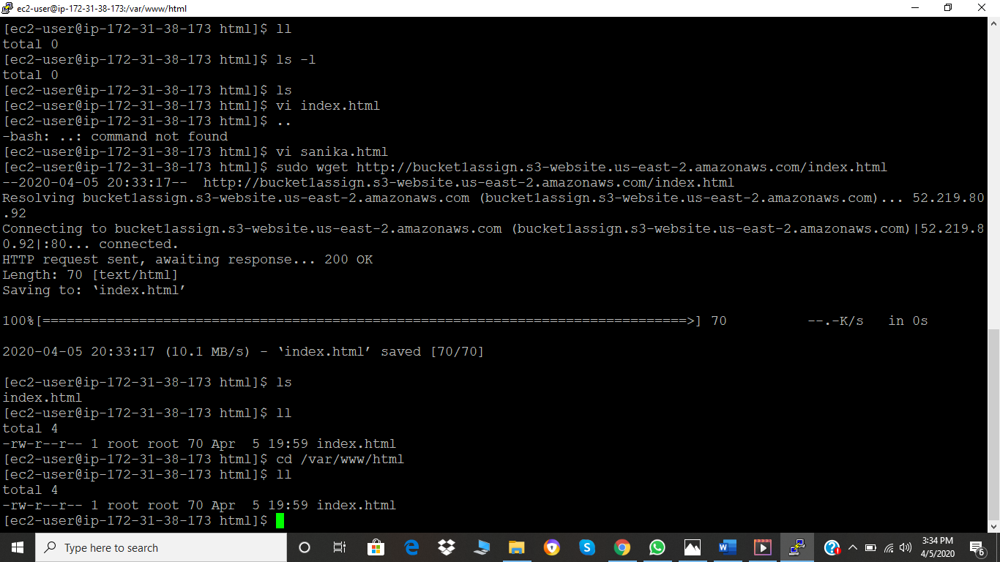 ec2-user@ip-172-31-38-173:/var/www/html
[ec2-user@ip-172-31-38-173 html]$ ll
total 0
[ec2-user@ip-172-31-38-173 html]$ ls -l
total 0
[ec2-user@ip-172-31-38-173 html]$ ls
[ec2-user@ip-172-31-38-173 html]$ vi index.html
[ec2-user@ip-172-31-38-173 html]$ ..
-bash: ..: command not found
[ec2-user@ip-172-31-38-173 html]$ vi sanika.html
[ec2-user@ip-172-31-38-173 html]$ sudo wget http://bucket1assign.s3-website.us-east-2.amazonaws.com/index.html
--2020-04-05 20:33:17--  http://bucket1assign.s3-website.us-east-2.amazonaws.com/index.html
Resolving bucket1assign.s3-website.us-east-2.amazonaws.com (bucket1assign.s3-website.us-east-2.amazonaws.com)... 52.219.80
.92
Connecting to bucket1assign.s3-website.us-east-2.amazonaws.com (bucket1assign.s3-website.us-east-2.amazonaws.com)|52.219.8
0.92|:80... connected.
HTTP request sent, awaiting response... 200 OK
Length: 70 [text/html]
Saving to: ‘index.html’
100%[================================================================================>] 70          --.-K/s   in 0s
2020-04-05 20:33:17 (10.1 MB/s) - ‘index.html’ saved [70/70]
[ec2-user@ip-172-31-38-173 html]$ ls
index.html
[ec2-user@ip-172-31-38-173 html]$ ll
total 4
-rw-r--r-- 1 root root 70 Apr  5 19:59 index.html
[ec2-user@ip-172-31-38-173 html]$ cd /var/www/html
[ec2-user@ip-172-31-38-173 html]$ ll
total 4
-rw-r--r-- 1 root root 70 Apr  5 19:59 index.html
[ec2-user@ip-172-31-38-173 html]$
Type here to search
3:34 PM
4/5/2020
6